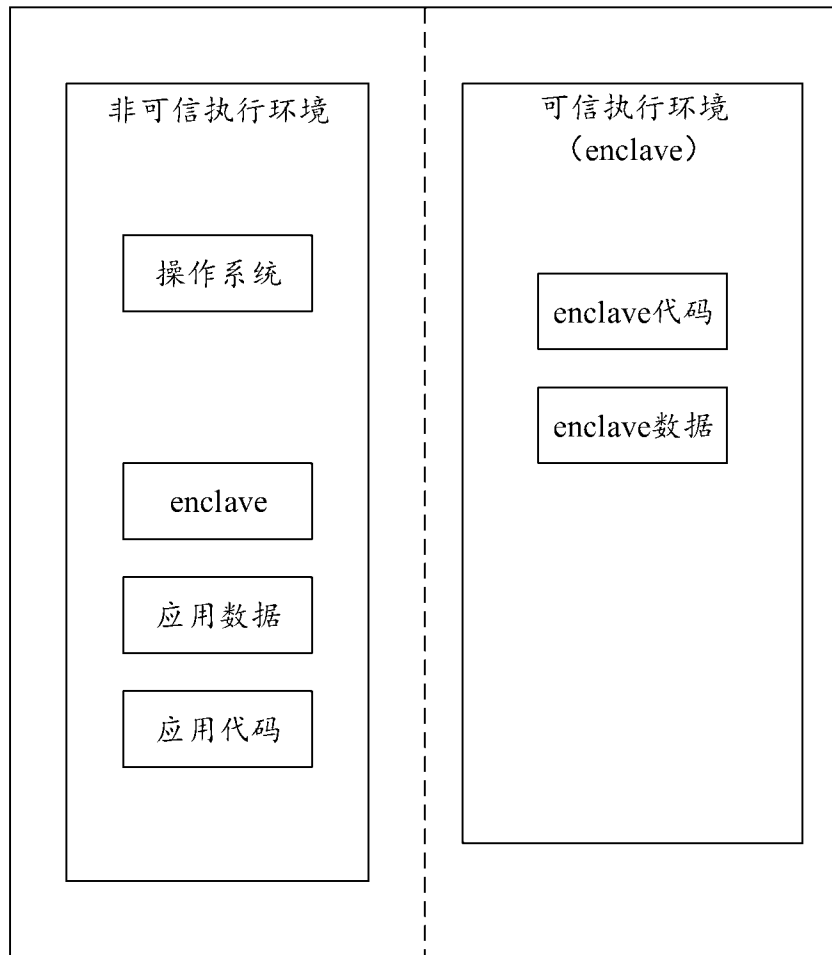 非可信执行环境
操作系统
enclave
应用数据
应用代码
可信执行环境
（enclave）
enclave代码
enclave数据